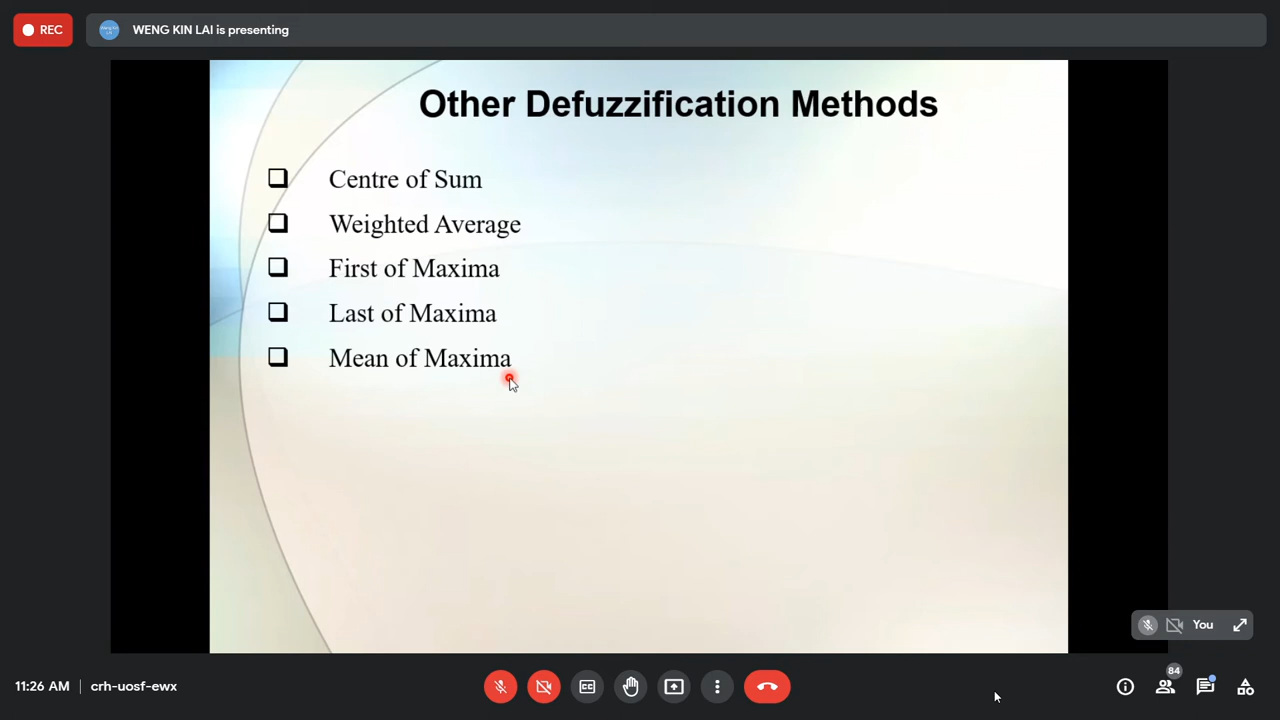 REC
WENG KIN LAI is presenting
Other Defuzzification Methods
Centre of Sum
Weighted Average
First of Maxima
Last of Maxima
Mean of Maxima
You
84
11:26 AM | crh-uosf-ewx